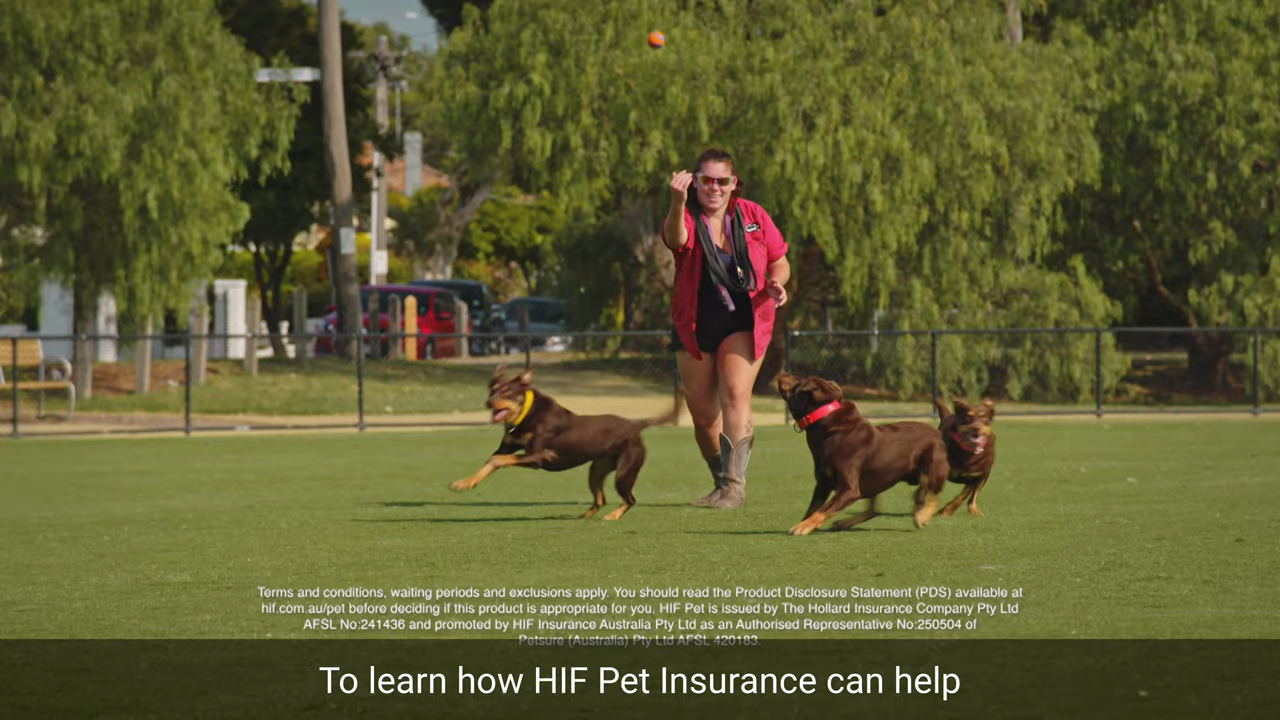 Terms and conditions, waiting periods and exclusions apply. You should read the Product Disclosure Statement (PDS) available at
hif.com.au/pet before deciding if this product is appropriate for you. HIF Pet is issued by The Hollard Insurance Company Pty Ltd
AFSL No:241436 and promoted by HIF Insurance Australia Pty Ltd as an Authorised Representative No:250504 of
Petsure (Australia) Pty Ltd AFSL 420183.
To learn how HIF Pet Insurance can help